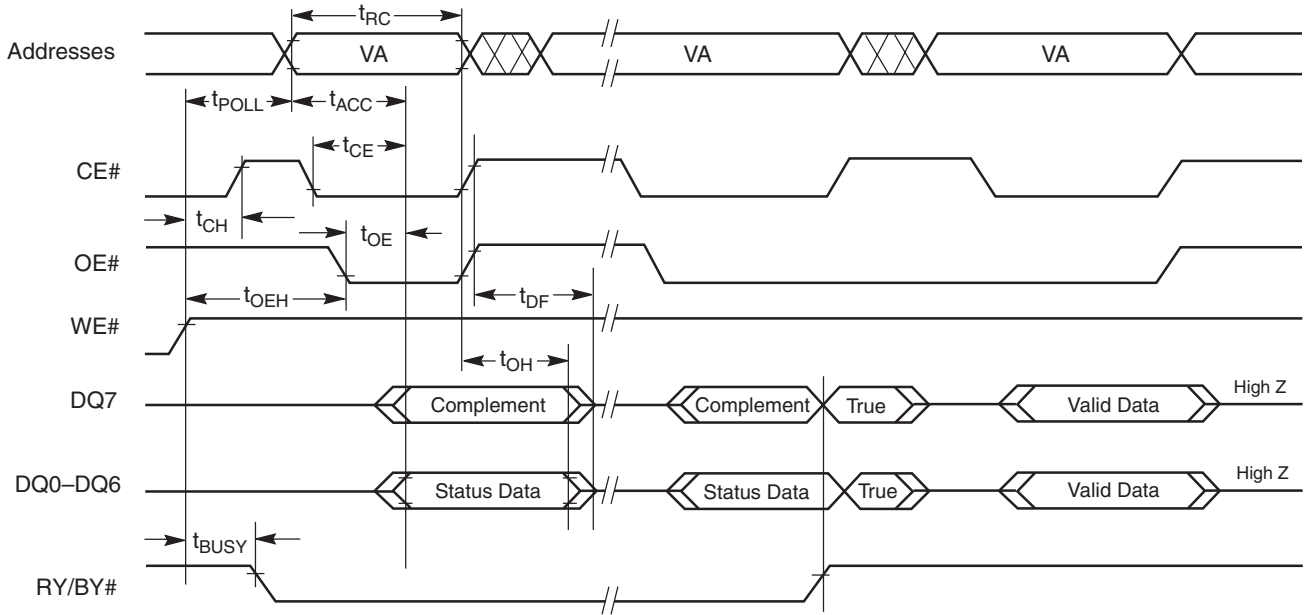 tRC
Addresses VA VA VA
tPOLL tACC
tCE
CE#
tCH tOE
OE#
tOEH tDF
WE#
tOH
DQ7 Complement Complement True Valid Data High Z
DQ0–DQ6 Status Data Status Data True Valid Data High Z
tBUSY
RY/BY#